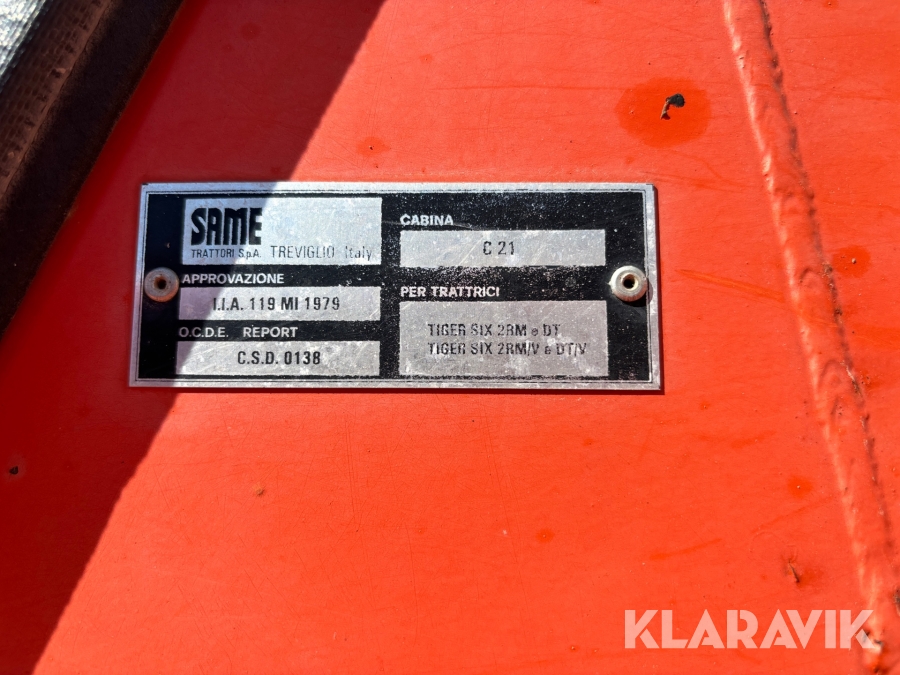 SAME
TRATTORI S.p.A. TREVIGLIO Italy
APPROVAZIONE
I.I.A. 119 MI 1979
O.C.D.E. REPORT
C.S.D. 0138
CABINA
C 21
PER TRATTRICI
TIGER SIX 2RM e DT
TIGER SIX 2RM/V e DT/V
KLARAVIK